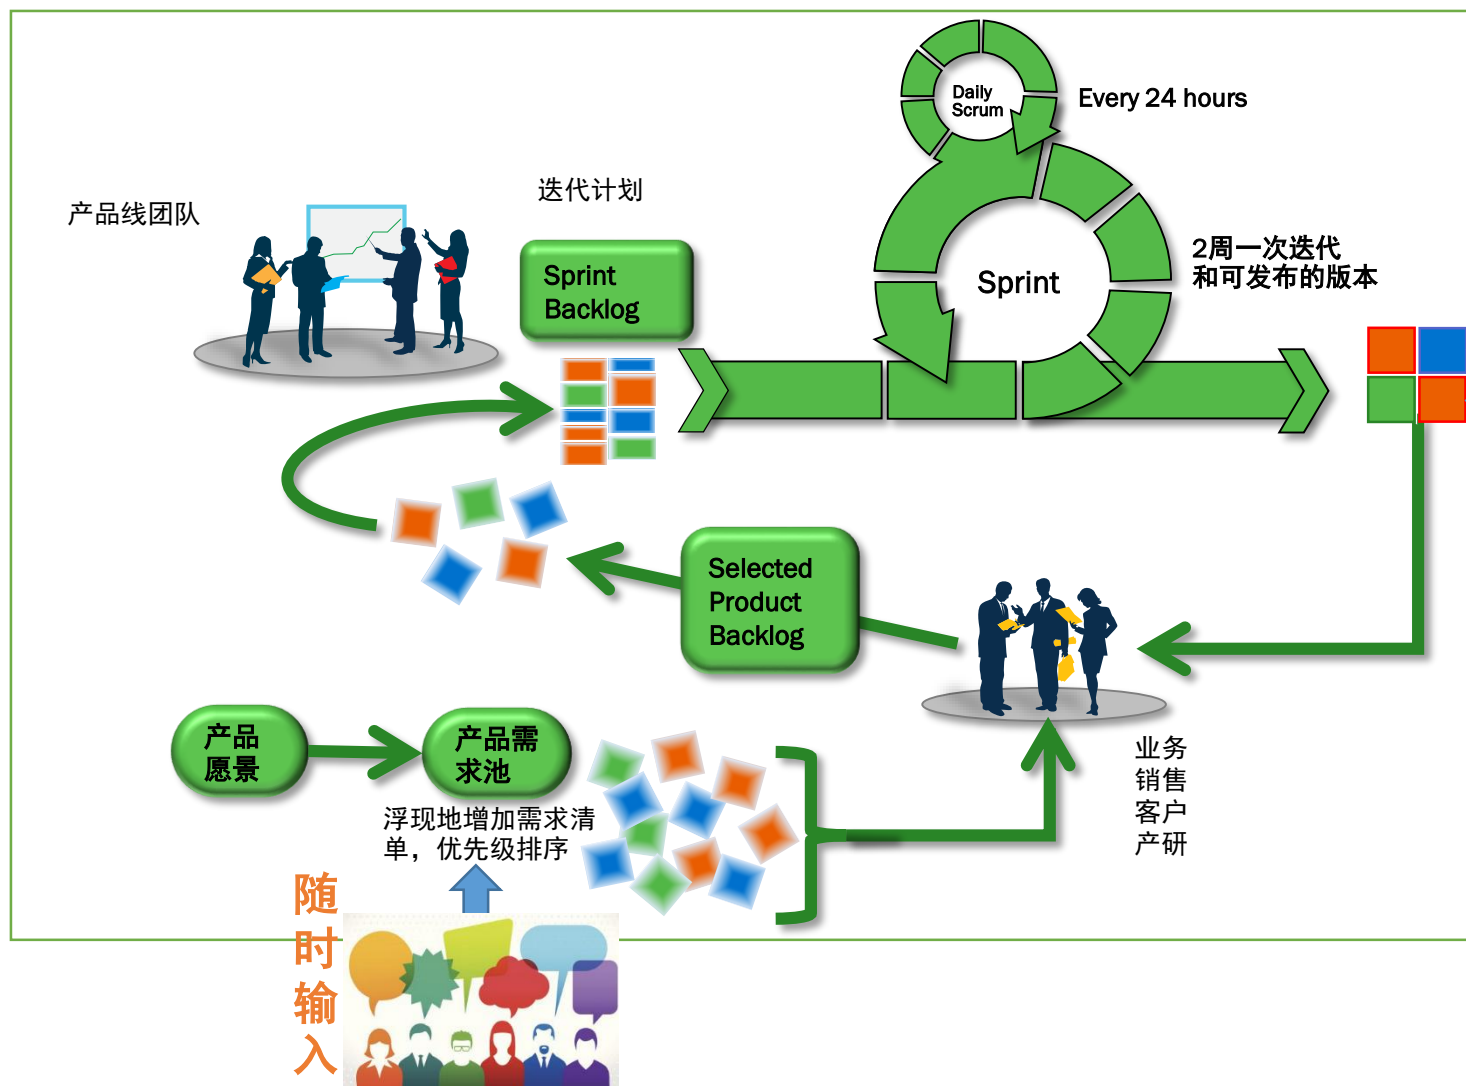 Daily
Scrum
Every 24 hours
产品线团队
迭代计划
Sprint
Backlog
Sprint
2周一次迭代
和可发布的版本
Selected
Product
Backlog
产品
愿景
产品需
求池
浮现地增加需求清
单，优先级排序
业务
销售
客户
产研
随
时
输
入